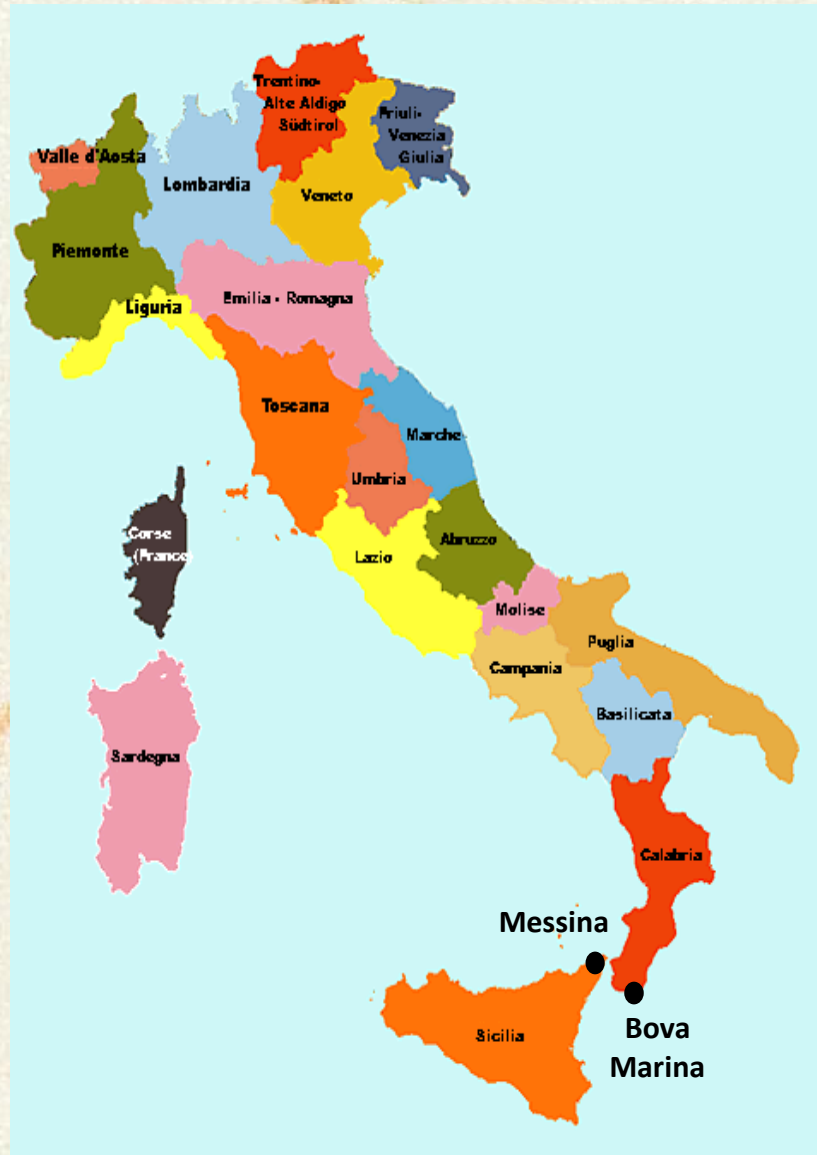 Trentino-
Alte Aldigo
Südtirol
Friuli-
Venezia
Giulia
Valle d'Aosta
Lombardia
Veneto
Piemonte
Emilia - Romagna
Liguria
Toscana
Marche
Umbria
Corse
(France)
Abruzzo
Lazio
Molise
Puglia
Campania
Basilicata
Sardegna
Calabria
Messina
Bova
Marina
Sicilia